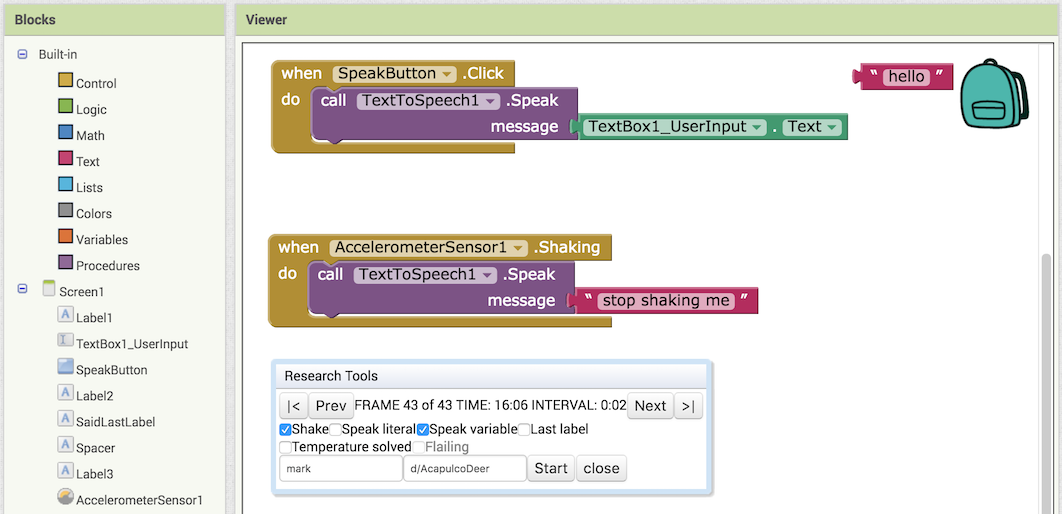 Blocks
Built-in
Control
Logic
Math
Text
Lists
Colors
Variables
Procedures
Screen1
Label1
TextBox1_UserInput
SpeakButton
Label2
SaidLastLabel
Spacer
Label3
AccelerometerSensor1
Viewer
when SpeakButton .Click
do call TextToSpeech1 .Speak
message TextBox1_UserInput . Text
" hello "
when AccelerometerSensor1 .Shaking
do call TextToSpeech1 .Speak
message " stop shaking me "
Research Tools
|< Prev FRAME 43 of 43 TIME: 16:06 INTERVAL: 0:02 Next >|
Shake Speak literal Speak variable Last label
Temperature solved Flailing
mark d/AcapulcoDeer Start close